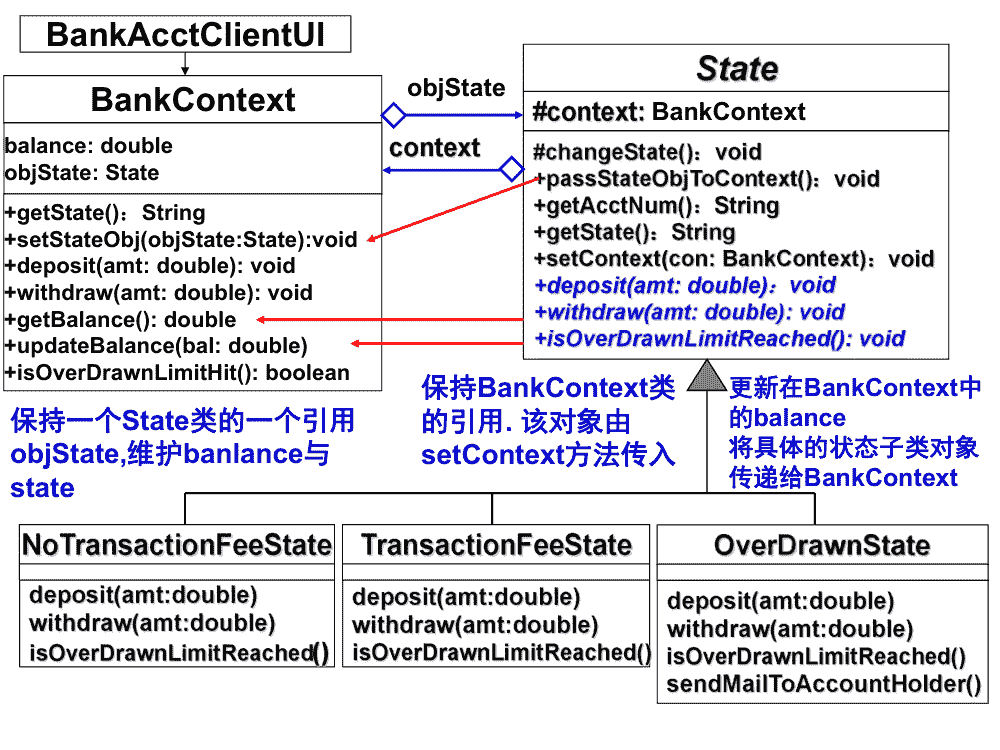 BankAcctClientUI
BankContext
balance: double
objState: State
+getState()：String
+setStateObj(objState:State):void
+deposit(amt: double): void
+withdraw(amt: double): void
+getBalance(): double
+updateBalance(bal: double)
+isOverDrawnLimitHit(): boolean
保持一个State类的一个引用
objState,维护banlance与
state
objState
context
State
#context: BankContext
#changeState()：void
+passStateObjToContext()：void
+getAcctNum()：String
+getState()：String
+setContext(con: BankContext)：void
+deposit(amt: double)：void
+withdraw(amt: double): void
+isOverDrawnLimitReached(): void
保持BankContext类
的引用. 该对象由
setContext方法传入
更新在BankContext中
的balance
将具体的状态子类对象
传递给BankContext
NoTransactionFeeState
deposit(amt:double)
withdraw(amt:double)
isOverDrawnLimitReached()
TransactionFeeState
deposit(amt:double)
withdraw(amt:double)
isOverDrawnLimitReached()
OverDrawnState
deposit(amt:double)
withdraw(amt:double)
isOverDrawnLimitReached()
sendMailToAccountHolder()